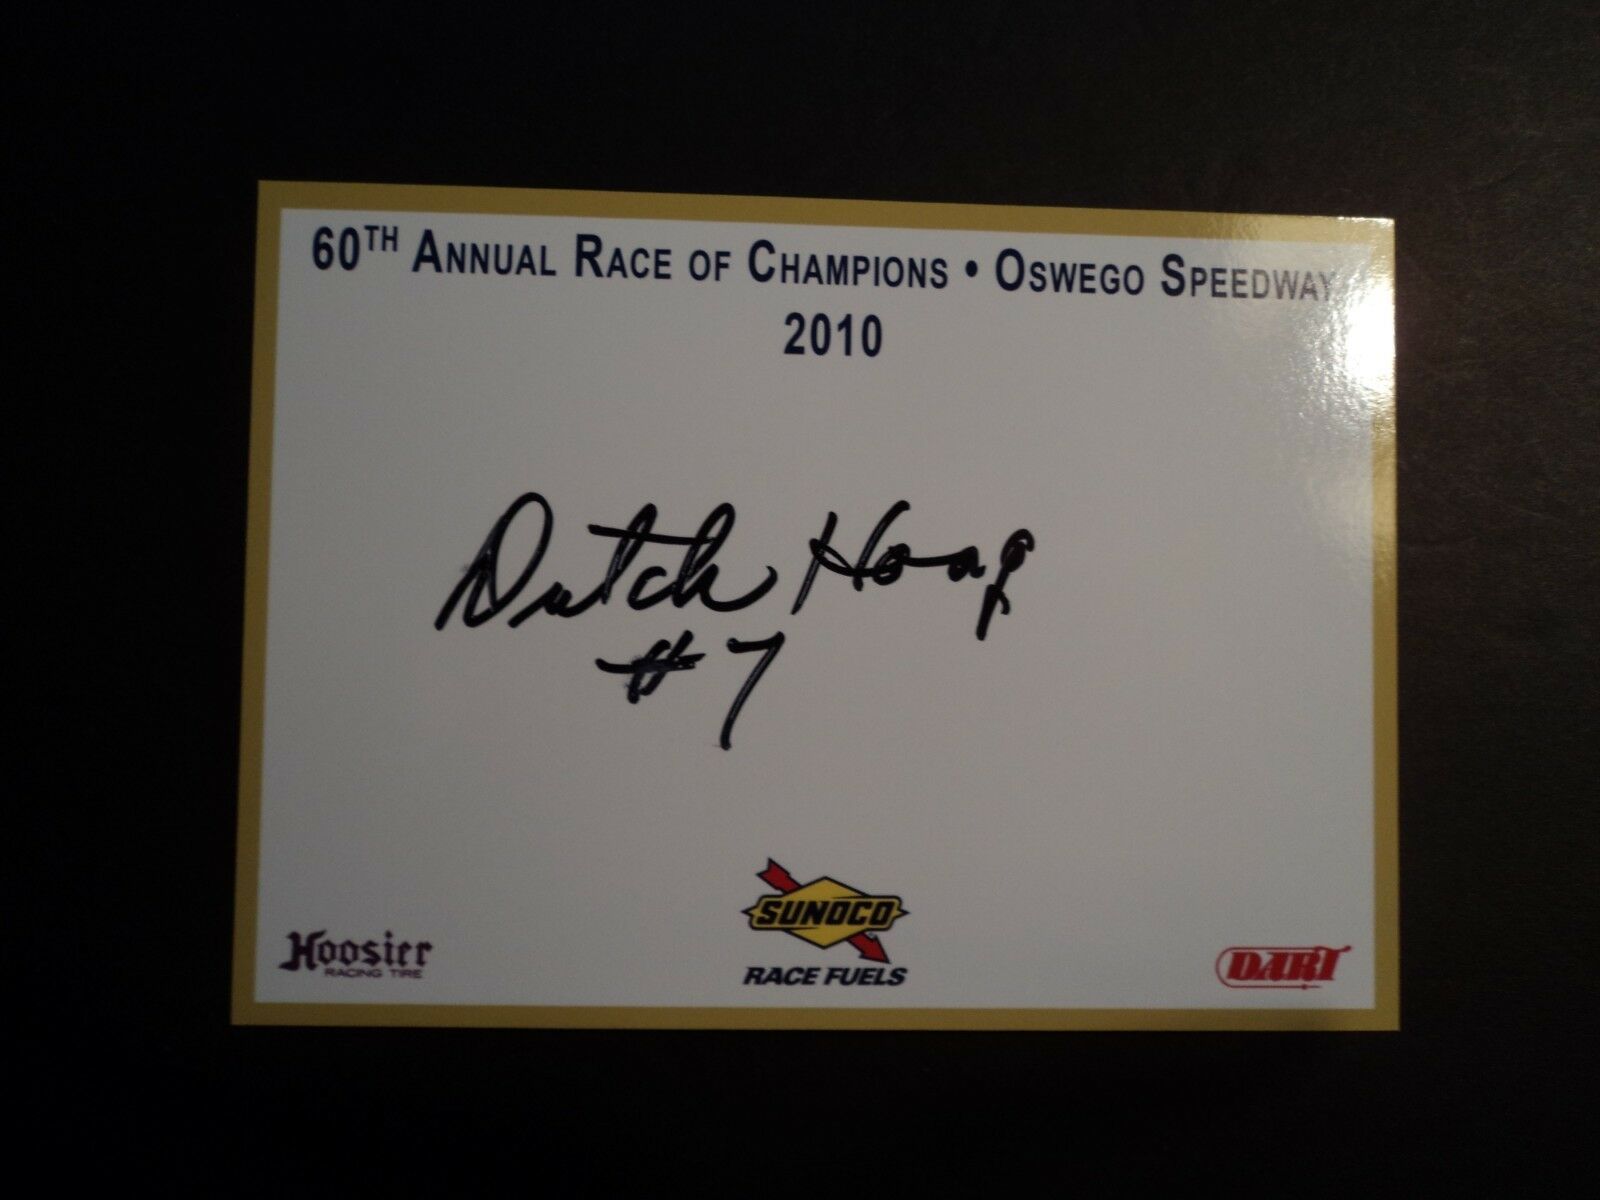 60TH ANNUAL RACE OF CHAMPIONS • OSWEGO SPEEDWAY
2010
Dutch Hoag
#7
SUNOCO
RACE FUELS
Hoosier
RACING TIRE
DART